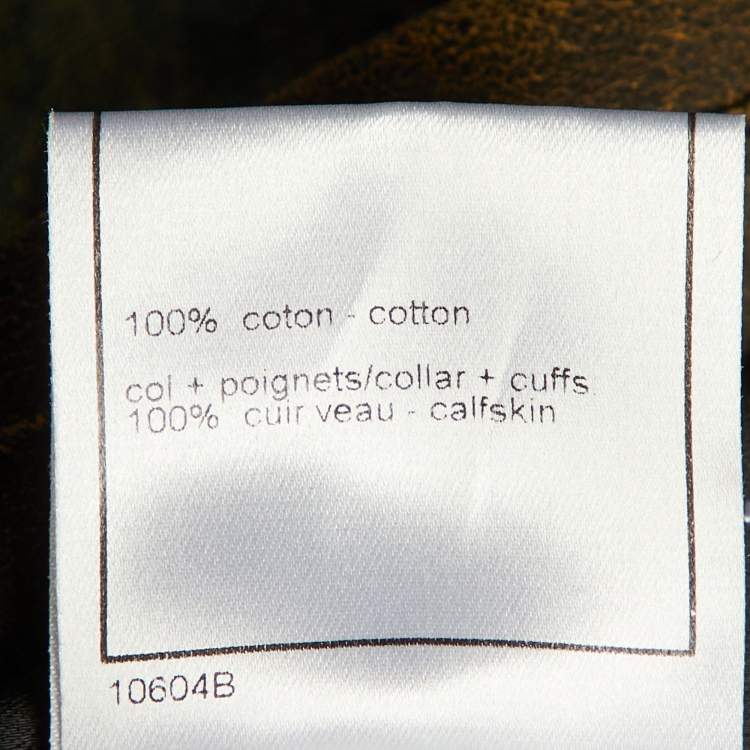 100% coton - cotton
col + poignets/collar + cuffs
100% cuir veau - calfskin
10604B